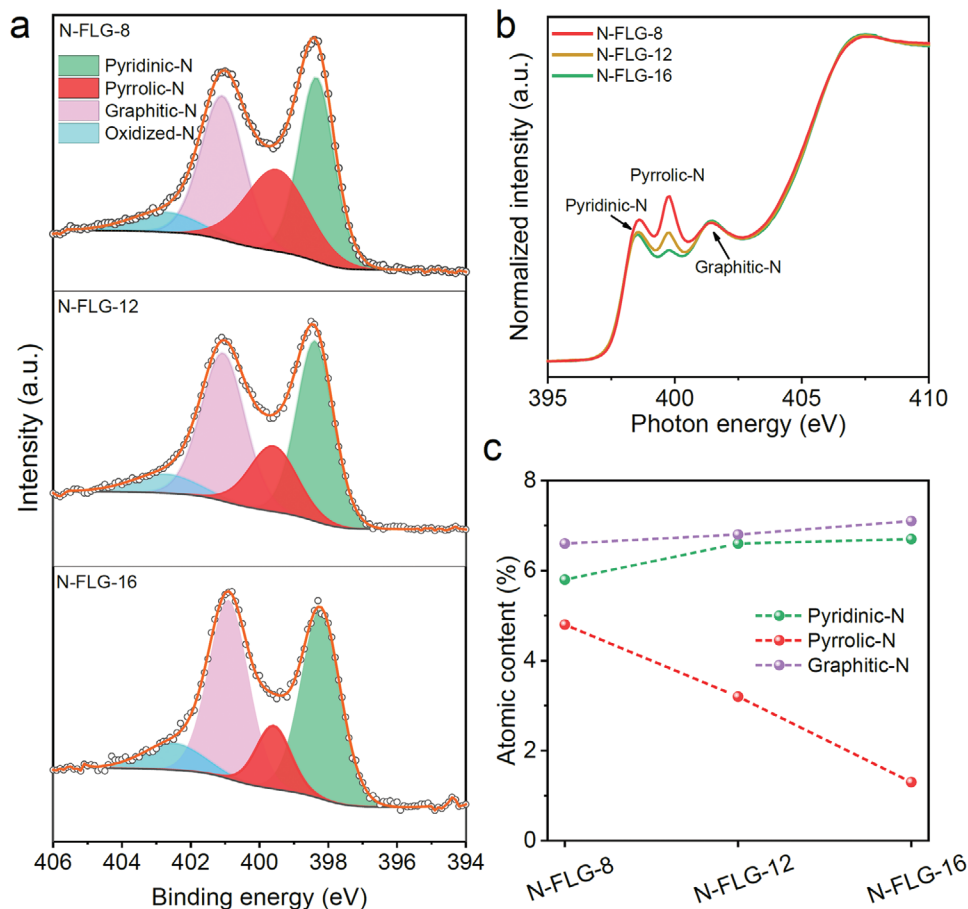 a
N-FLG-8
Pyridinic-N
Pyrrolic-N
Graphitic-N
Oxidized-N
N-FLG-12
N-FLG-16
Intensity (a.u.)
406 404 402 400 398 396 394
Binding energy (eV)
b
N-FLG-8
N-FLG-12
N-FLG-16
Pyrrolic-N
Pyridinic-N
Graphitic-N
Normalized intensity (a.u.)
395 400 405 410
Photon energy (eV)
c
8
6
4
2
0
Atomic content (%)
Pyridinic-N
Pyrrolic-N
Graphitic-N
N-FLG-8 N-FLG-12 N-FLG-16